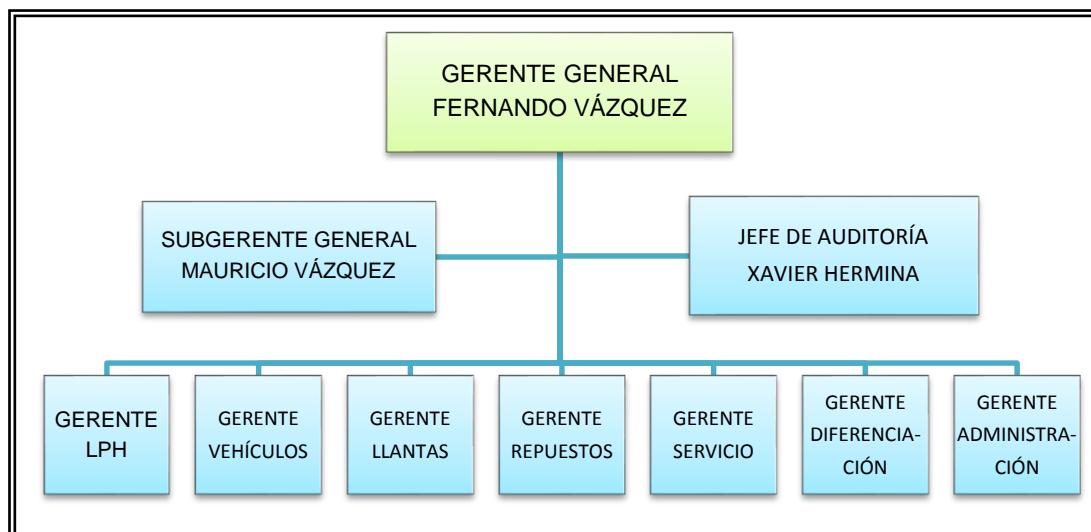 GERENTE GENERAL
FERNANDO VÁZQUEZ
SUBGERENTE GENERAL
MAURICIO VÁZQUEZ
JEFE DE AUDITORÍA
XAVIER HERMINA
GERENTE
LPH
GERENTE
VEHÍCULOS
GERENTE
LLANTAS
GERENTE
REPUESTOS
GERENTE
SERVICIO
GERENTE
DIFERENCIA-
CIÓN
GERENTE
ADMINISTRA-
CIÓN